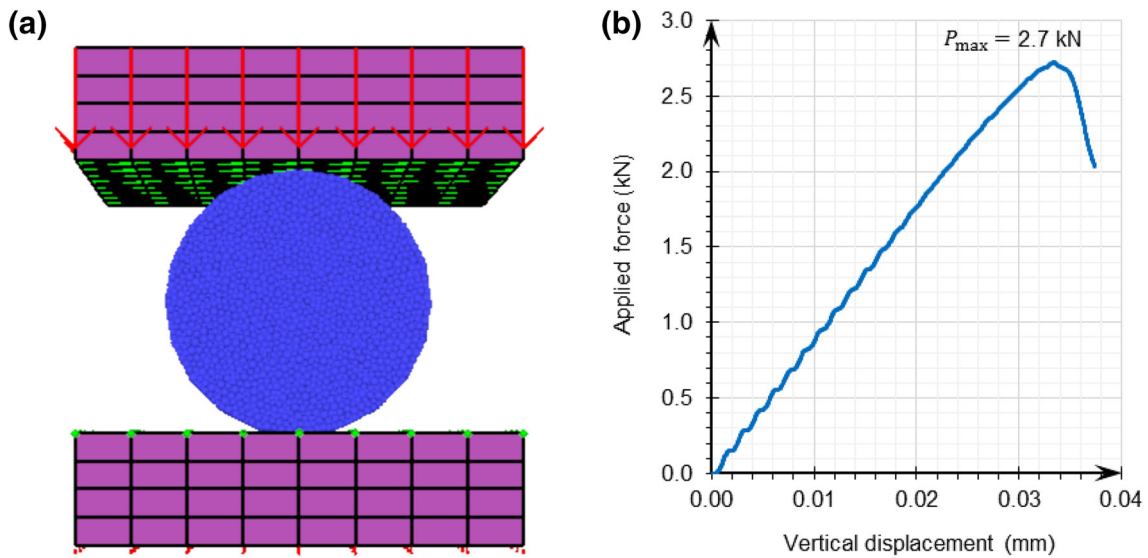 (a)
(b)
P_max = 2.7 kN
3.0
2.5
2.0
1.5
1.0
0.5
0.0
Applied force (kN)
0.00 0.01 0.02 0.03 0.04
Vertical displacement (mm)